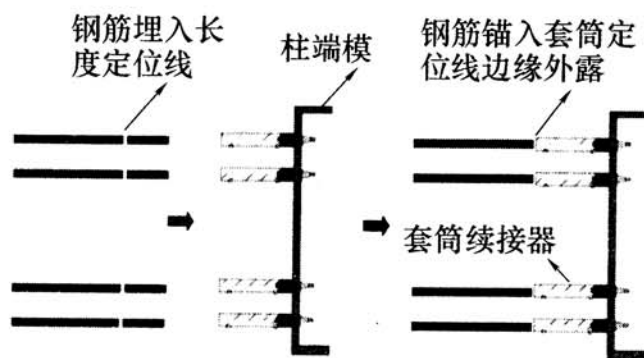 钢筋埋入长
度定位线
柱端模
钢筋锚入套筒定
位线边缘外露
套筒续接器